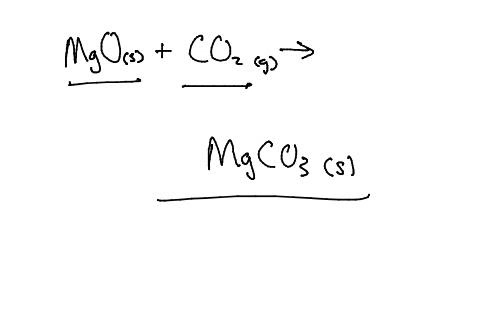 MgO(s) + CO₂ (g) →
MgCO₃ (s)